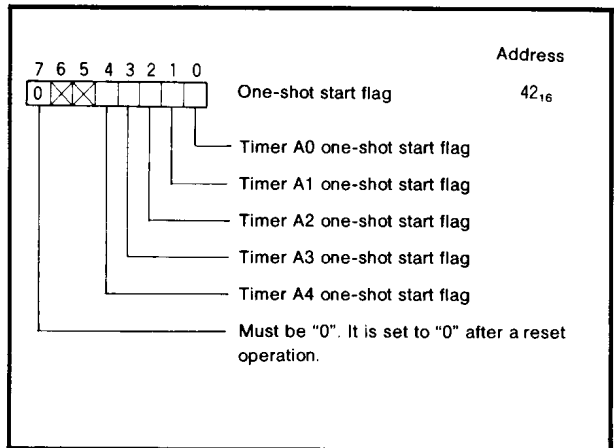 Address
7 6 5 4 3 2 1 0
0 One-shot start flag 42₁₆
Timer A0 one-shot start flag
Timer A1 one-shot start flag
Timer A2 one-shot start flag
Timer A3 one-shot start flag
Timer A4 one-shot start flag
Must be "0". It is set to "0" after a reset
operation.